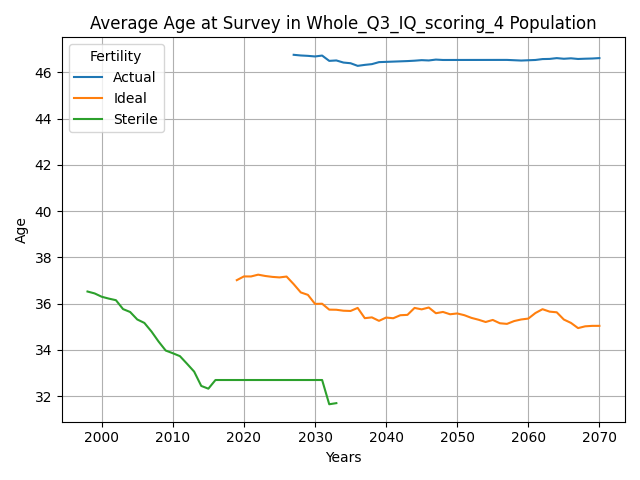 Average Age at Survey in Whole_Q3_IQ_scoring_4 Population
Fertility
Actual
Ideal
Sterile
Age
46
44
42
40
38
36
34
32
2000 2010 2020 2030 2040 2050 2060 2070
Years